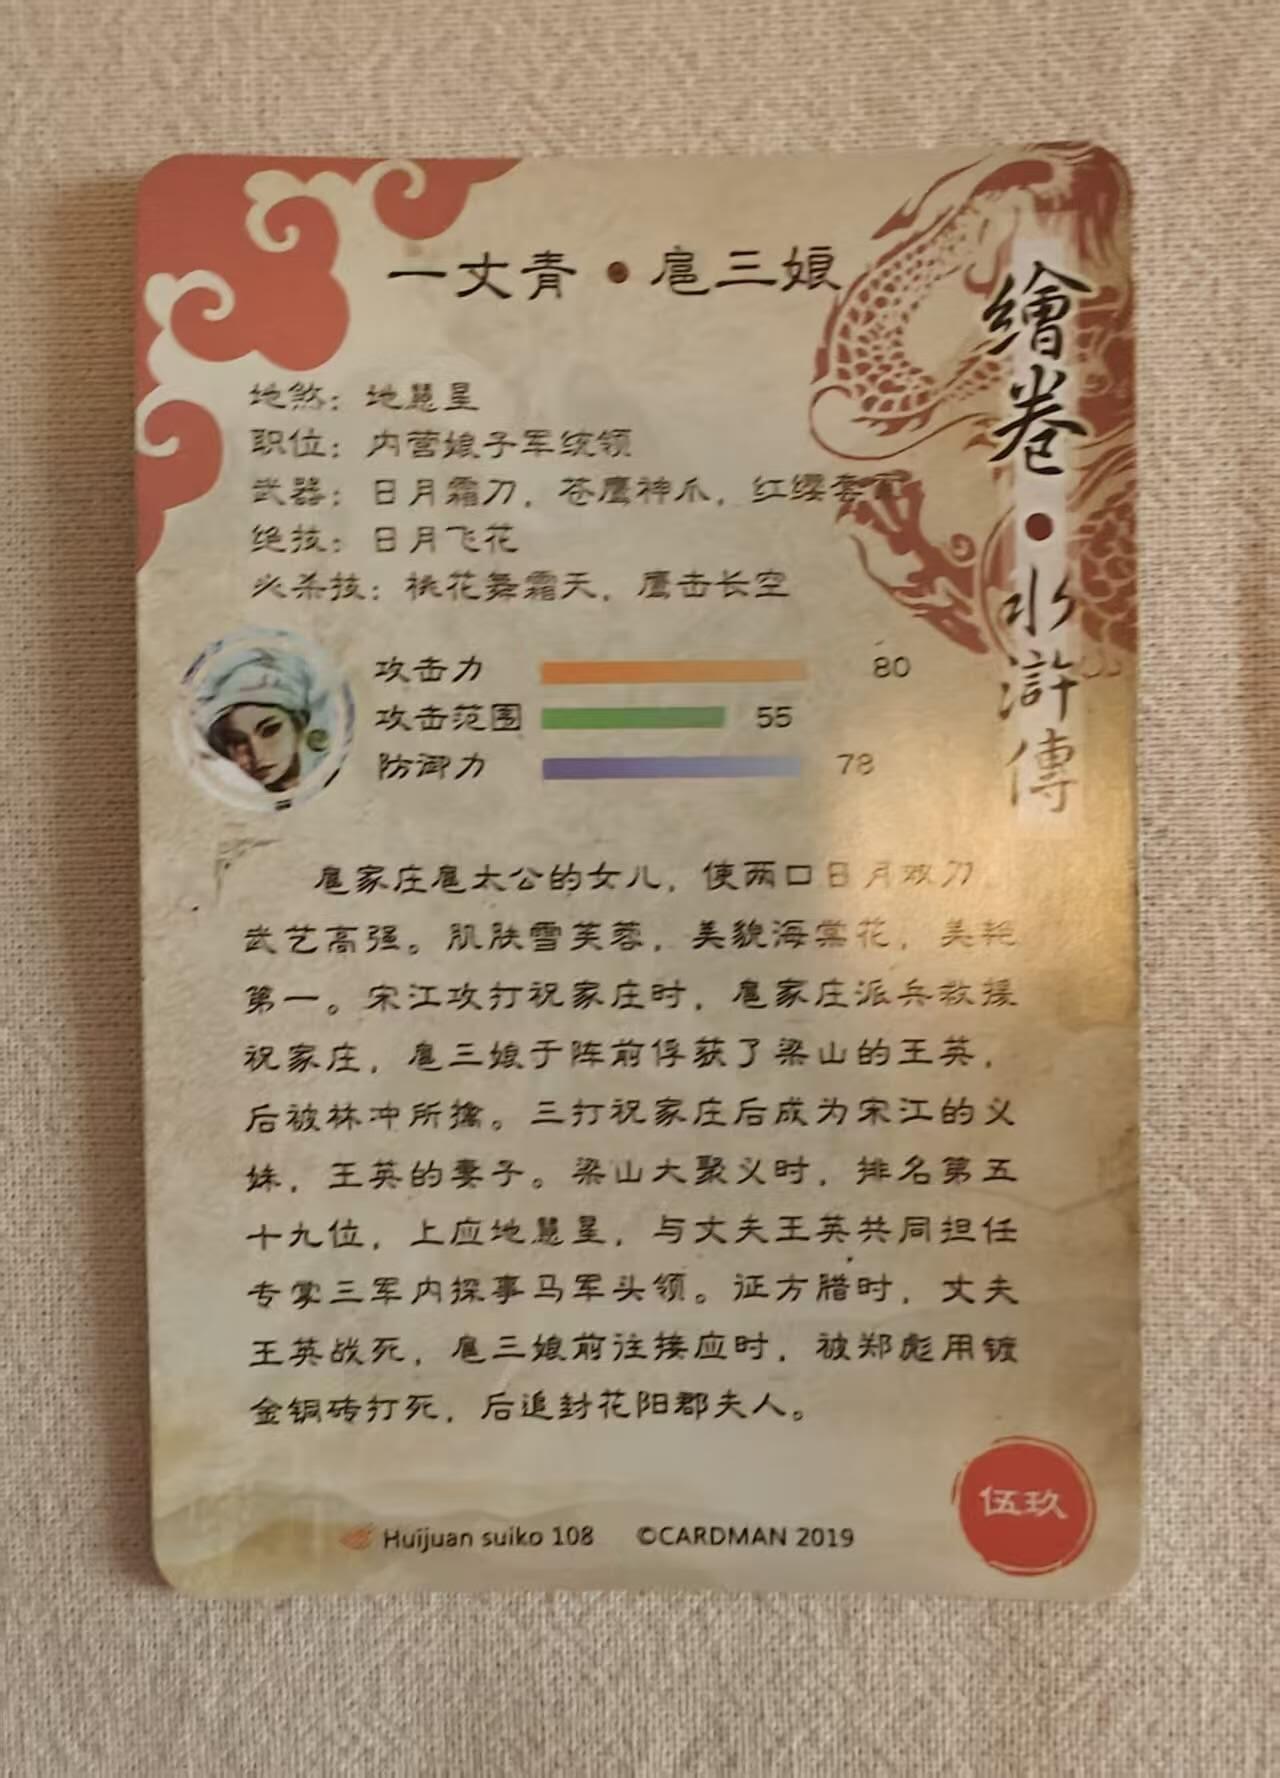 一丈青•扈三娘
繪卷•水滸傳
地煞：地慧星
职位：内营娘子军统领
武器：日月霜刀，苍鹰神爪，红缨套
绝技：日月飞花
必杀技：桃花舞霜天，鹰击长空
攻击力 80
攻击范围 55
防御力 78
扈家庄扈太公的女儿，使两口日月双刀，
武艺高强。肌肤雪芙蓉，美貌海棠花，美艳
第一。宋江攻打祝家庄时，扈家庄派兵救援
祝家庄，扈三娘于阵前俘获了梁山的王英，
后被林冲所擒。三打祝家庄后成为宋江的义
妹，王英的妻子。梁山大聚义时，排名第五
十九位，上应地慧星，与丈夫王英共同担任
专掌三军内探事马军头领。征方腊时，丈夫
王英战死，扈三娘前往接应时，被郑彪用镀
金铜砖打死，后追封花阳郡夫人。
Huijuan suiko 108 ©CARDMAN 2019
伍玖